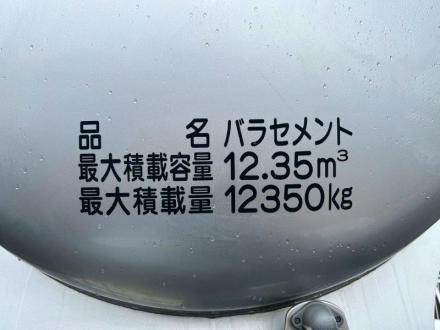 品名 バラセメント
最大積載容量 12.35m³
最大積載量 12350kg